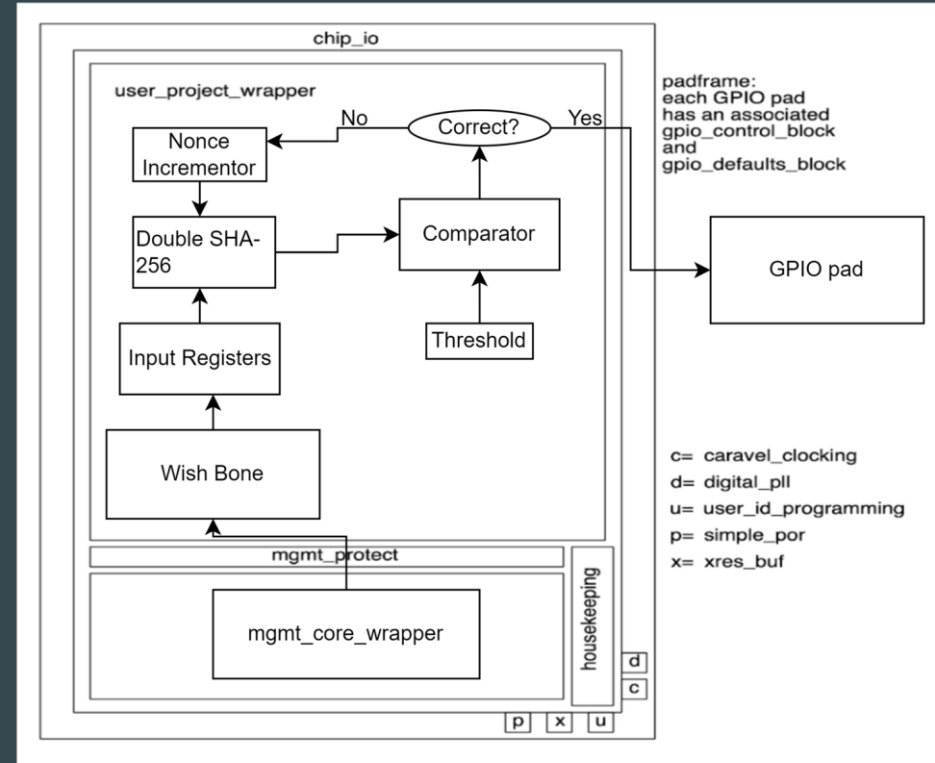 chip_io
user_project_wrapper
No
Correct?
Yes
Nonce
Incrementor
Double SHA-
256
Comparator
Threshold
Input Registers
Wish Bone
mgmt_protect
mgmt_core_wrapper
housekeeping
d
c
p
x
u
padframe:
each GPIO pad
has an associated
gpio_control_block
and
gpio_defaults_block
GPIO pad
c= caravel_clocking
d= digital_pll
u= user_id_programming
p= simple_por
x= xres_buf